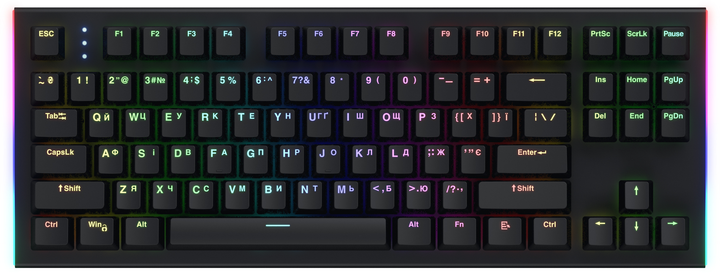 ESC F1 F2 F3 F4 F5 F6 F7 F8 F9 F10 F11 F12 PrtSc ScrLk Pause
~ ₴ 1 ! 2 " @ 3 # № 4 ; $ 5 % 6 : ^ 7 ? & 8 * 9 ( 0 ) - _ = + ← Ins Home PgUp
Tab Q Й W Ц E У R К T Е Y Н U Г Ґ I Ш O Щ P З { [ Х ] } Ї ¦ \ / Del End PgDn
CapsLk A Ф S І D В F А G П H Р J О K Л L Д ; : Ж ' " Є Enter
⇧Shift Z Я X Ч C С V М B И N Т M Ь < , Б > . Ю / ? . , ⇧Shift ↑
Ctrl Win Alt Alt Fn Ctrl ← ↓ →